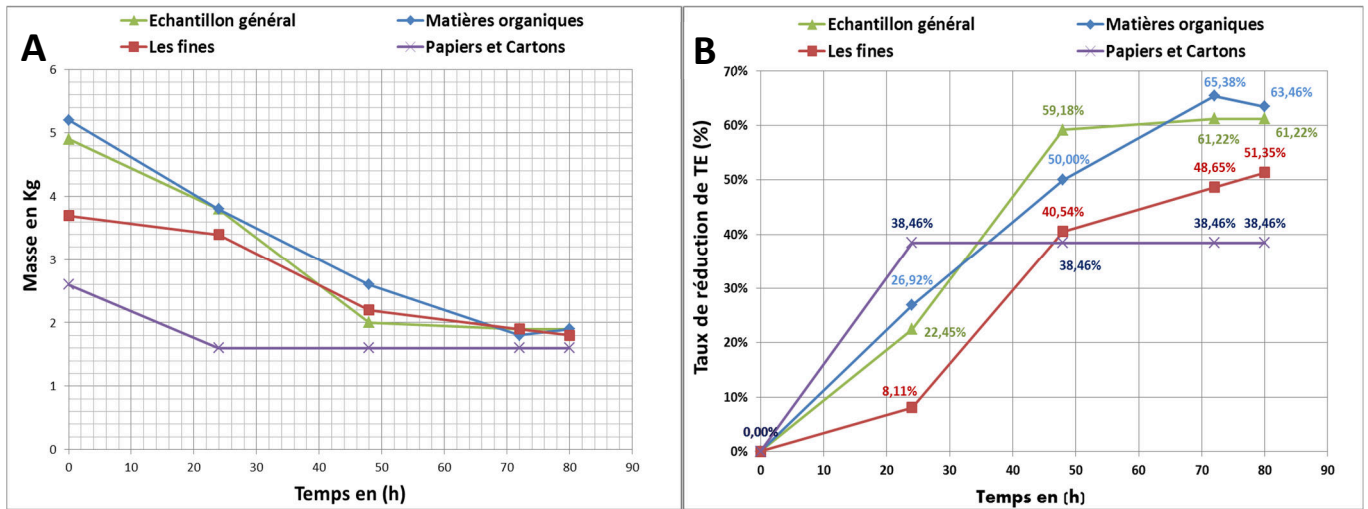 A
Echantillon général
Matières organiques
Les fines
Papiers et Cartons
Masse en Kg
6
5
4
3
2
1
0
0 10 20 30 40 50 60 70 80 90
Temps en (h)
B
Echantillon général
Matières organiques
Les fines
Papiers et Cartons
Taux de réduction de TE (%)
70%
60%
50%
40%
30%
20%
10%
0%
65,38%
63,46%
59,18%
61,22%
61,22%
50,00%
51,35%
48,65%
40,54%
38,46%
38,46%
38,46%
38,46%
26,92%
22,45%
8,11%
0,00%
0 10 20 30 40 50 60 70 80 90
Temps en (h)